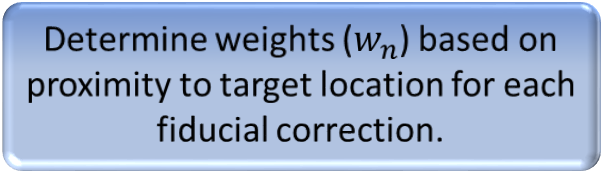 Determine weights (wₙ) based on
proximity to target location for each
fiducial correction.